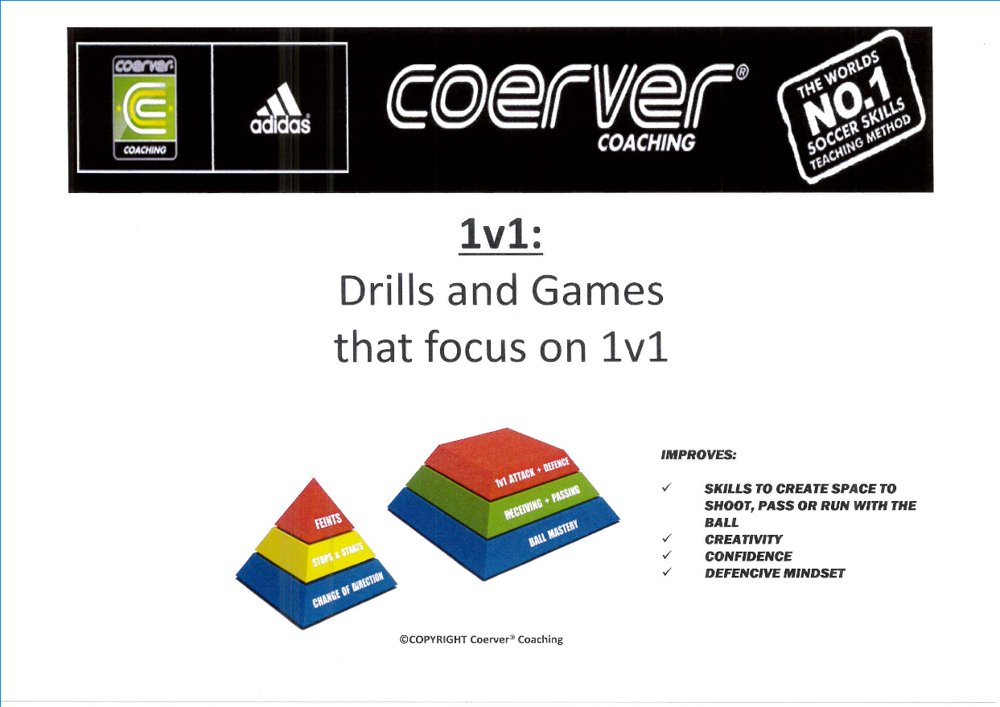 coerver
COACHING
adidas
coerver®
COACHING
THE WORLDS
NO.1
SOCCER SKILLS
TEACHING METHOD
1v1:
Drills and Games
that focus on 1v1
FEINTS
STOPS & STARTS
CHANGE OF DIRECTION
1v1 ATTACK + DEFENCE
RECEIVING + PASSING
BALL MASTERY
IMPROVES:
✓ SKILLS TO CREATE SPACE TO
SHOOT, PASS OR RUN WITH THE
BALL
✓ CREATIVITY
✓ CONFIDENCE
✓ DEFENCIVE MINDSET
©COPYRIGHT Coerver® Coaching